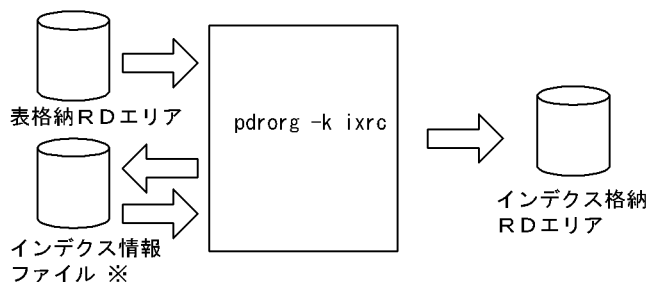 表格納ＲＤエリア
pdrorg -k ixrc
インデクス格納
ＲＤエリア
インデクス情報
ファイル ※